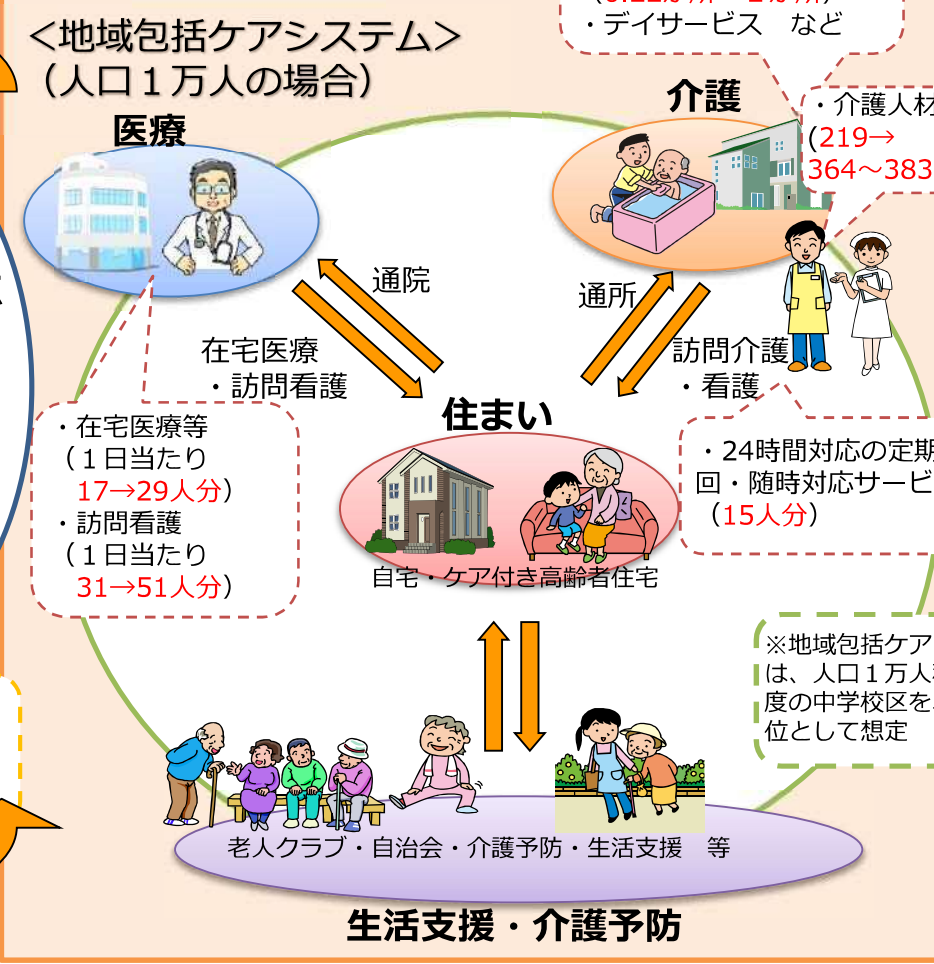 <地域包括ケアシステム>
（人口１万人の場合）
・デイサービス　など
介護
医療
・介護人材
(219→
364～383
通院
通所
在宅医療
・訪問看護
訪問介護
・看護
住まい
・在宅医療等
（１日当たり
17→29人分）
・訪問看護
（１日当たり
31→51人分）
・24時間対応の定期
回・随時対応サービ
（15人分）
自宅・ケア付き高齢者住宅
※地域包括ケア
は、人口１万人
度の中学校区を
位として想定
老人クラブ・自治会・介護予防・生活支援　等
生活支援・介護予防